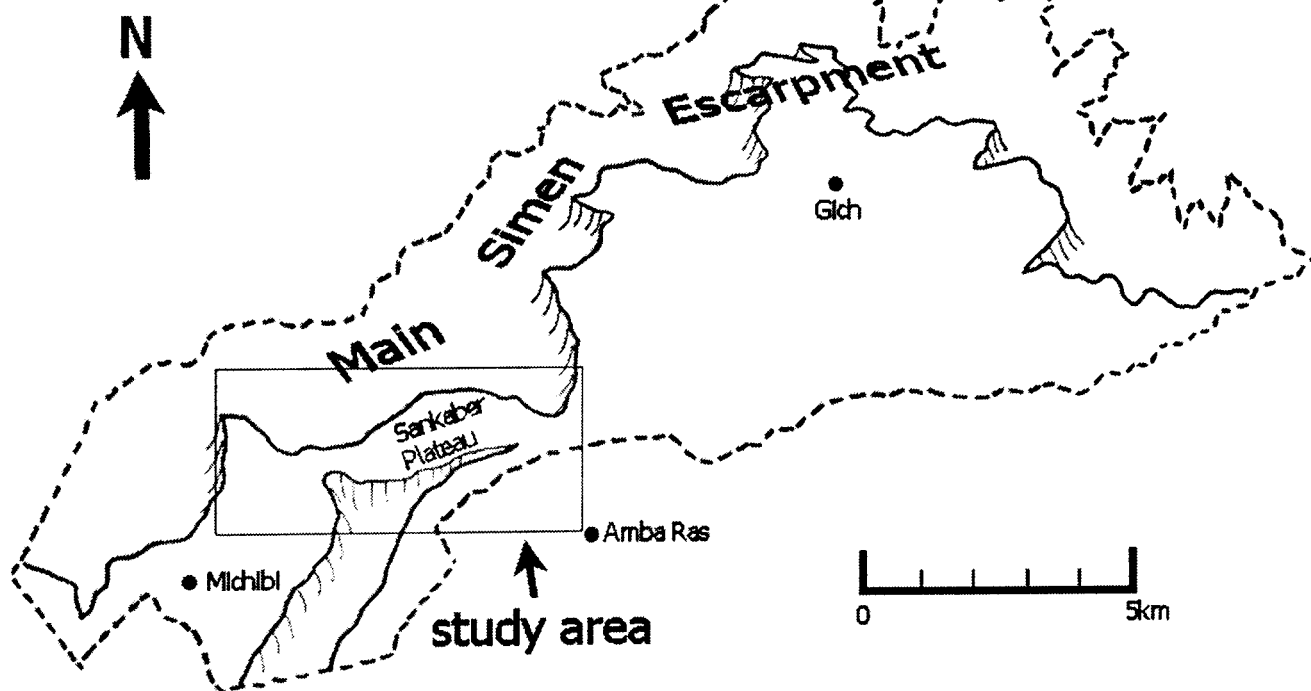 N
Escarpment
Simen
Gich
Main
Sankaber
Plateau
Amba Ras
Michibi
study area
0
5km